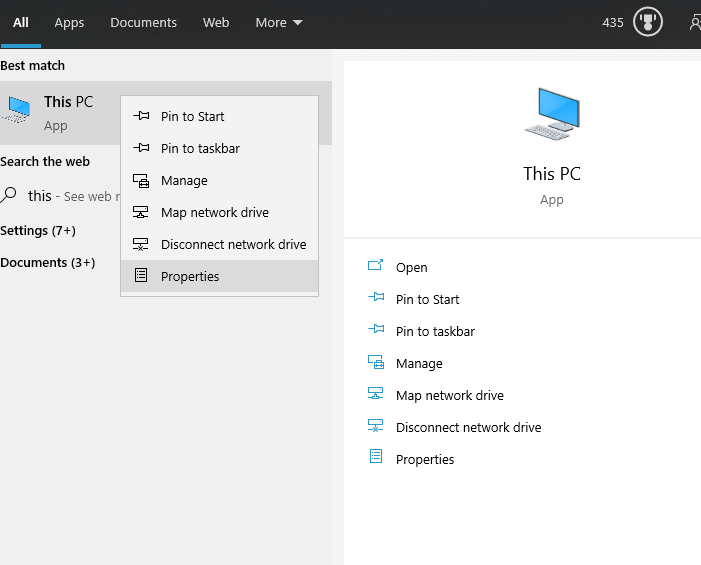 All Apps Documents Web More 435
Best match
This PC
App
Pin to Start
Pin to taskbar
Manage
Map network drive
Disconnect network drive
Properties
Search the web
this - See web r
Settings (7+)
Documents (3+)
This PC
App
Open
Pin to Start
Pin to taskbar
Manage
Map network drive
Disconnect network drive
Properties